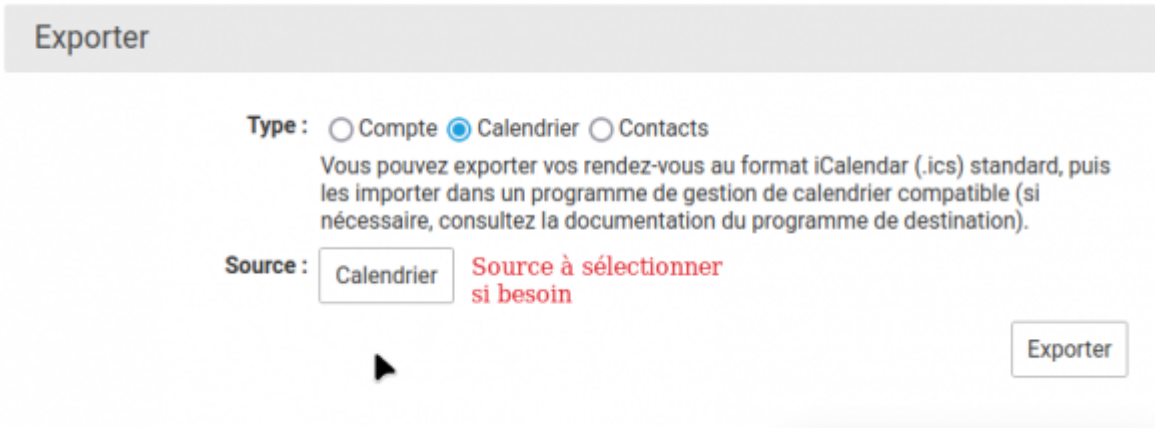 Exporter
Type : Compte Calendrier Contacts
Vous pouvez exporter vos rendez-vous au format iCalendar (.ics) standard, puis
les importer dans un programme de gestion de calendrier compatible (si
nécessaire, consultez la documentation du programme de destination).
Source : Calendrier Source à sélectionner
si besoin
Exporter